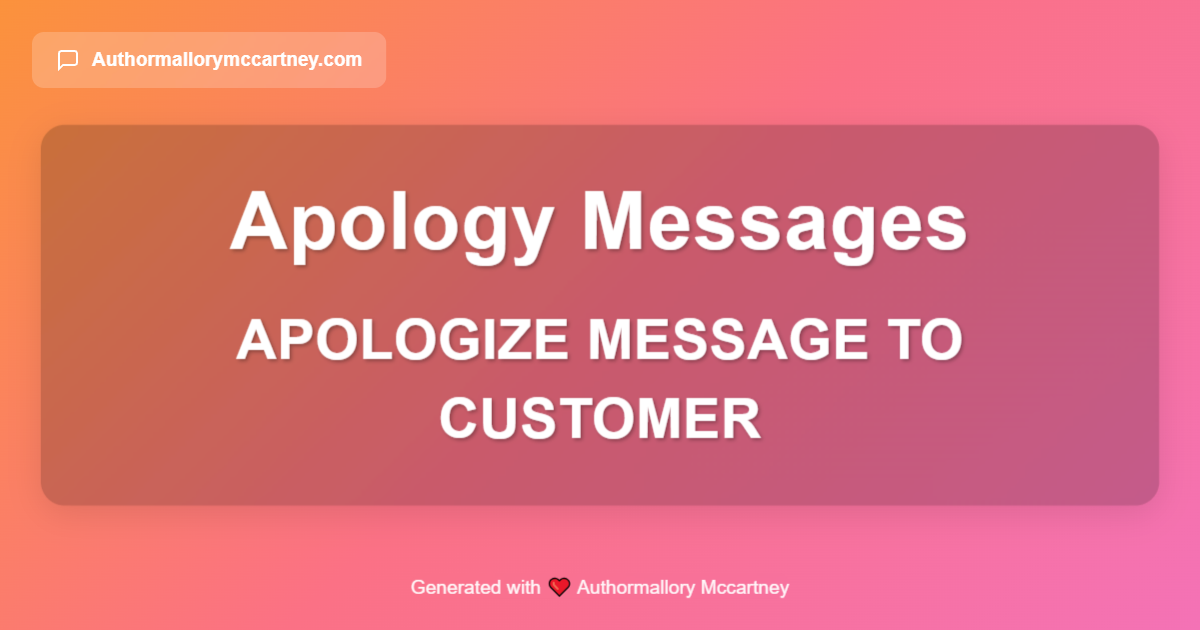 Authormallorymccartney.com
Apology Messages
APOLOGIZE MESSAGE TO
CUSTOMER
Generated with ❤️ Authormallory Mccartney